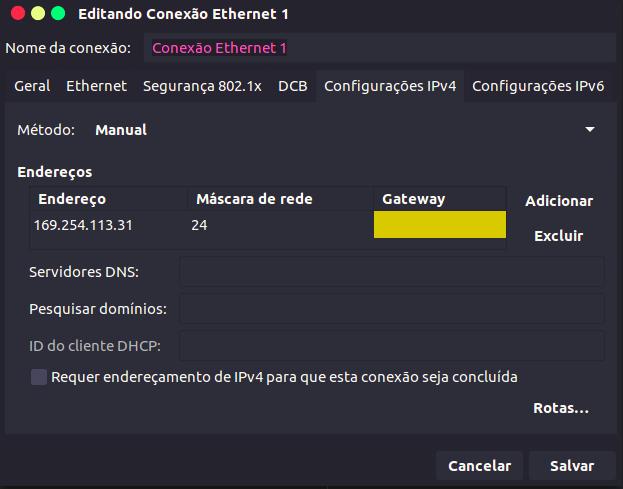 Editando Conexão Ethernet 1
Nome da conexão: Conexão Ethernet 1
Geral Ethernet Segurança 802.1x DCB Configurações IPv4 Configurações IPv6
Método: Manual
Endereços
Endereço Máscara de rede Gateway
Adicionar
169.254.113.31 24
Excluir
Servidores DNS:
Pesquisar domínios:
ID do cliente DHCP:
Requer endereçamento de IPv4 para que esta conexão seja concluída
Rotas...
Cancelar Salvar